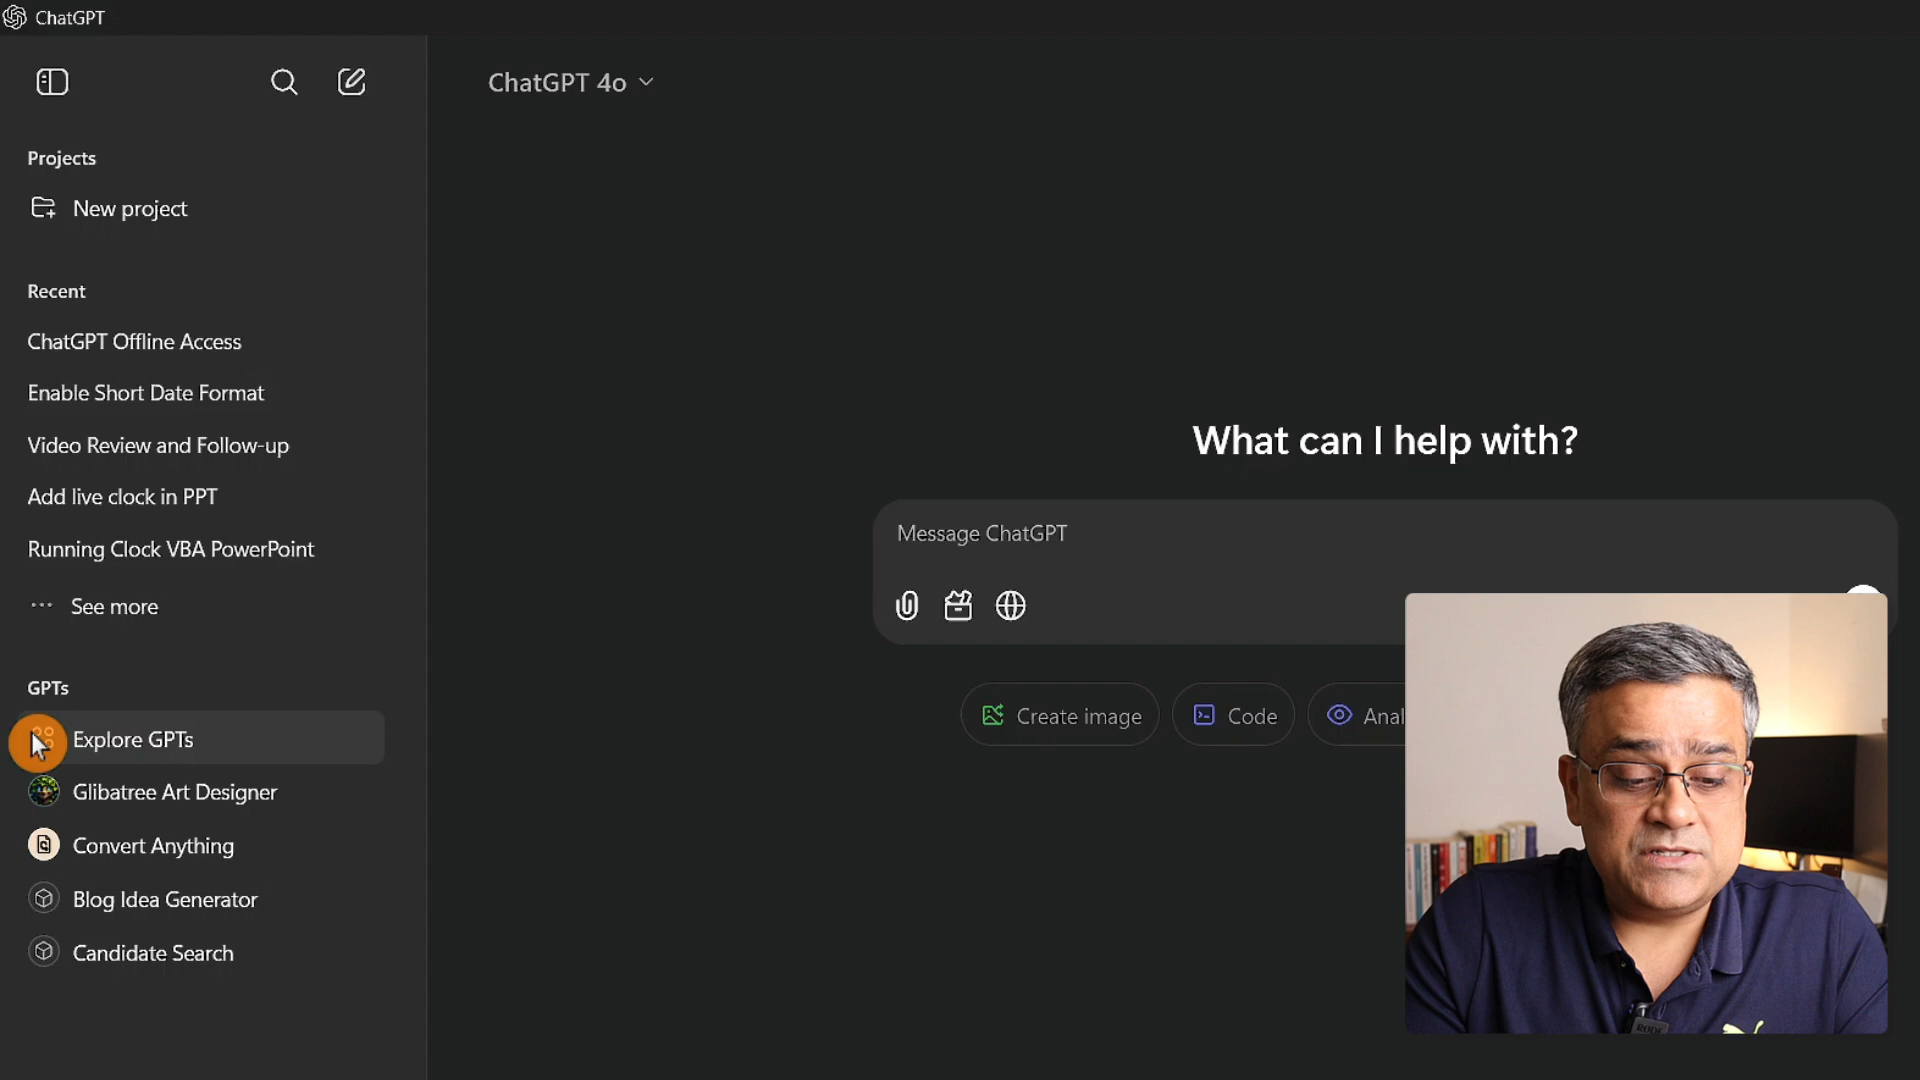 ChatGPT
ChatGPT 4o
Projects
New project
Recent
ChatGPT Offline Access
Enable Short Date Format
Video Review and Follow-up
Add live clock in PPT
Running Clock VBA PowerPoint
See more
GPTs
Explore GPTs
Glibatree Art Designer
Convert Anything
Blog Idea Generator
Candidate Search
What can I help with?
Message ChatGPT
Create image
Code
Anal
RODE